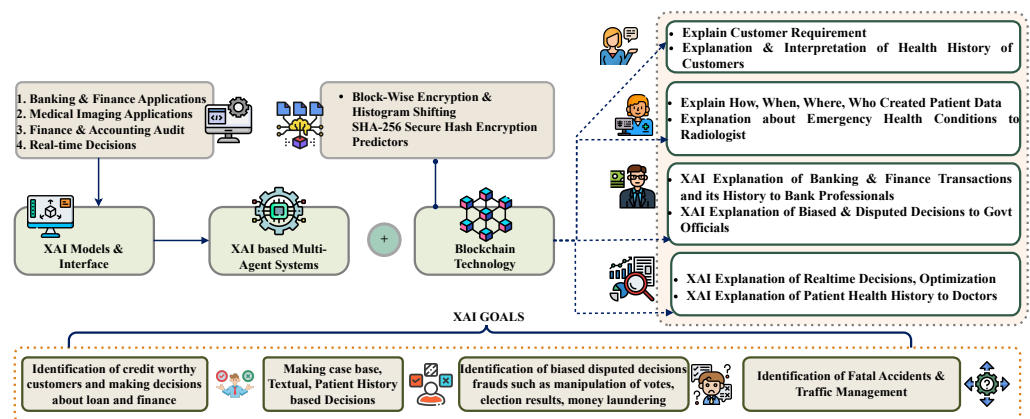 Explain Customer Requirement
Explanation & Interpretation of Health History of
Customers
1. Banking & Finance Applications
2. Medical Imaging Applications
3. Finance & Accounting Audit
4. Real-time Decisions
Block-Wise Encryption &
Histogram Shifting
SHA-256 Secure Hash Encryption
Predictors
Explain How, When, Where, Who Created Patient Data
Explanation about Emergency Health Conditions to
Radiologist
XAI Explanation of Banking & Finance Transactions
and its History to Bank Professionals
XAI Explanation of Biased & Disputed Decisions to Govt
Officials
XAI Models &
Interface
XAI based Multi-
Agent Systems
+
Blockchain
Technology
XAI Explanation of Realtime Decisions, Optimization
XAI Explanation of Patient Health History to Doctors
XAI GOALS
Identification of credit worthy
customers and making decisions
about loan and finance
Making case base,
Textual, Patient History
based Decisions
Identification of biased disputed decisions
frauds such as manipulation of votes,
election results, money laundering
Identification of Fatal Accidents &
Traffic Management